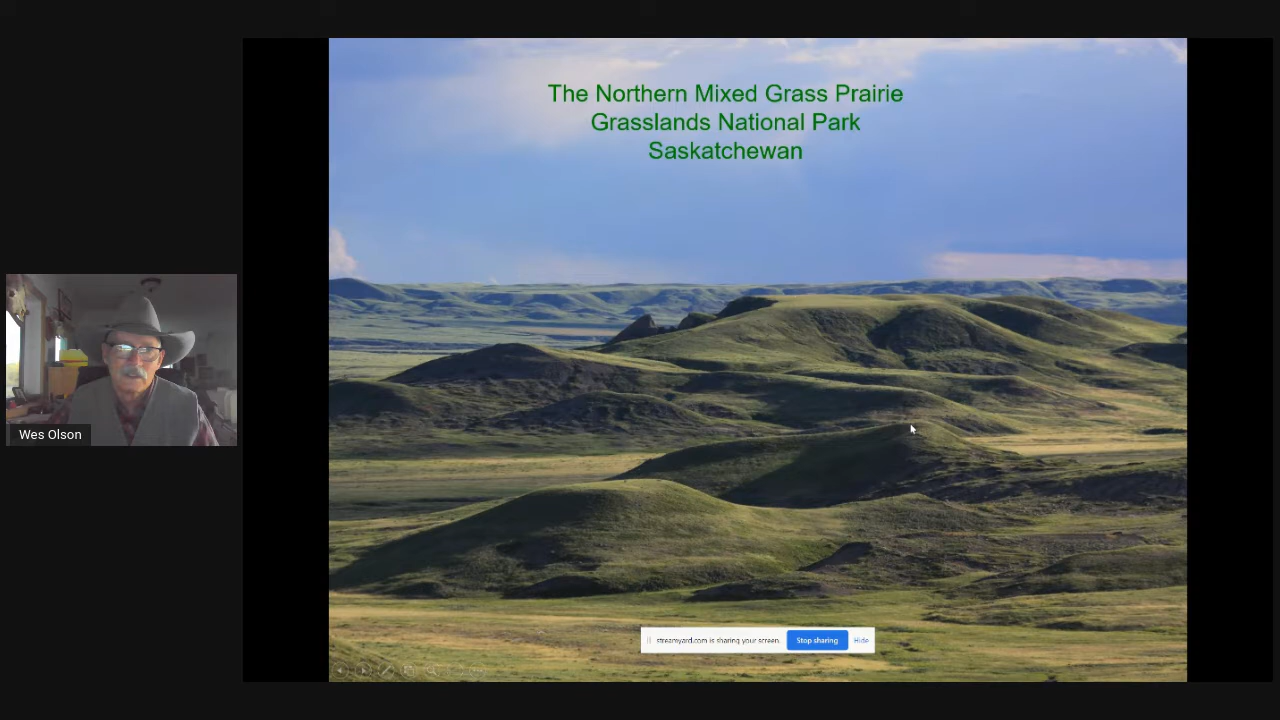 The Northern Mixed Grass Prairie
Grasslands National Park
Saskatchewan
Wes Olson
streamyard.com is sharing your screen.
Stop sharing
Hide